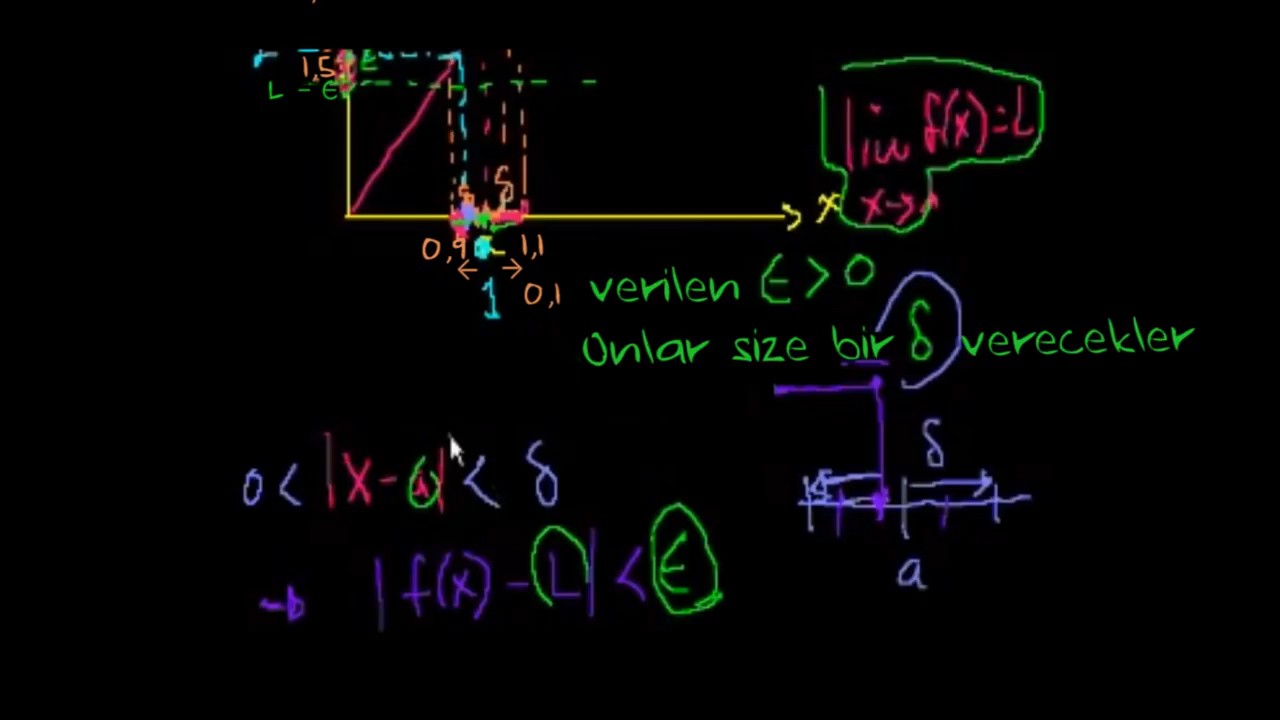 1,5 ε
L - ε
lim f(x)=L
δ
x
x→a
0,9 1,1
1 0,1
verilen ε > 0
Onlar size bir δ verecekler
δ
0 < |x-a| < δ
a
→ |f(x) - L| < ε